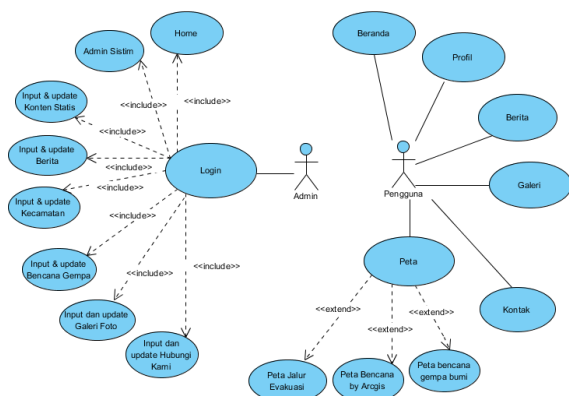 Home
Admin Sistim
Input & update
Konten Statis
<<include>>
<<include>>
<<include>>
Input & update
Berita
Login
Input & update
Kecamatan
<<include>>
<<include>>
<<include>>
Input & update
Bencana Gempa
Input dan update
Galeri Foto
Input dan
update Hubungi
Kami
Admin
Beranda
Profil
Berita
Galeri
Pengguna
Peta
Kontak
<<extend>>
<<extend>>
<<extend>>
Peta Jalur
Evakuasi
Peta Bencana
by Arcgis
Peta bencana
gempa bumi